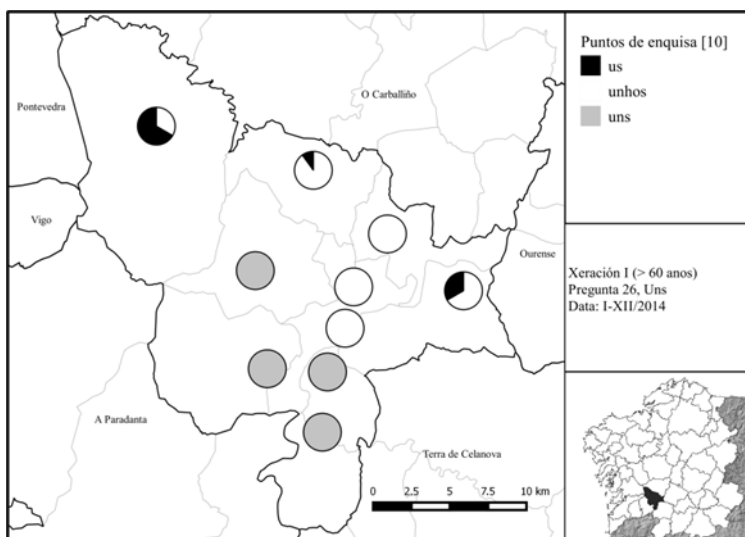 Puntos de enquisa [10]
us
unhos
uns
O Carballiño
Pontevedra
Vigo
Ourense
Xeración I (> 60 anos)
Pregunta 26, Uns
Data: I-XII/2014
A Paradanta
Terra de Celanova
0 2.5 5 7.5 10 km